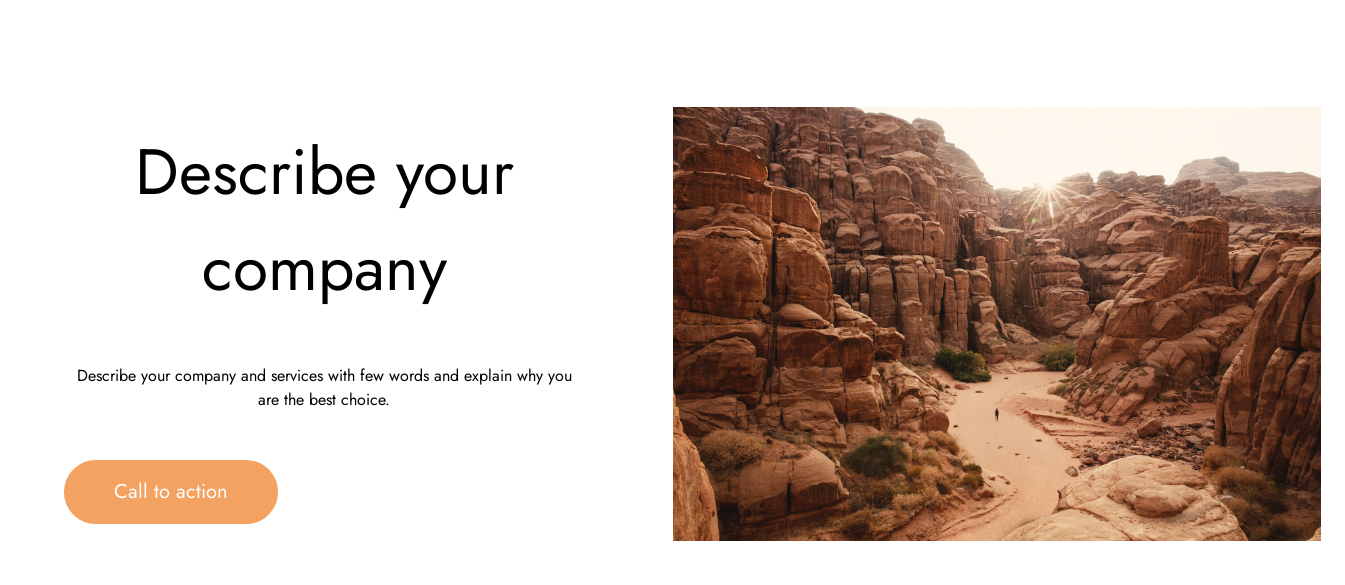 Describe your
company
Describe your company and services with few words and explain why you
are the best choice.
Call to action